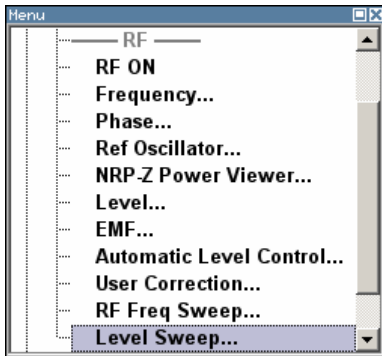 Menu
RF
RF ON
Frequency...
Phase...
Ref Oscillator...
NRP-Z Power Viewer...
Level...
EMF...
Automatic Level Control...
User Correction...
RF Freq Sweep...
Level Sweep...